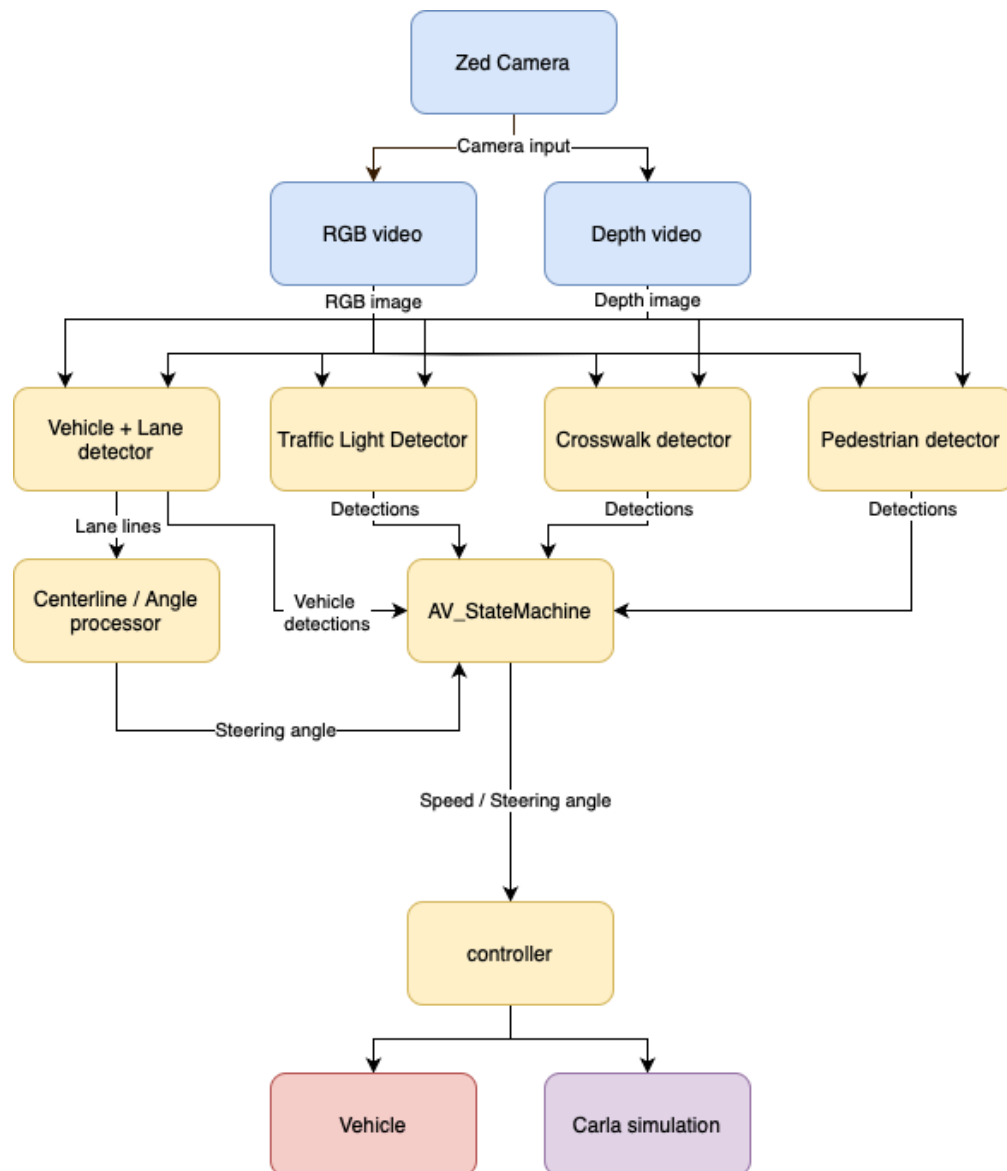 Zed Camera
Camera input
RGB video
Depth video
RGB image
Depth image
Vehicle + Lane
detector
Traffic Light Detector
Crosswalk detector
Pedestrian detector
Lane lines
Detections
Detections
Detections
Centerline / Angle
processor
Vehicle
detections
AV_StateMachine
Steering angle
Speed / Steering angle
controller
Vehicle
Carla simulation